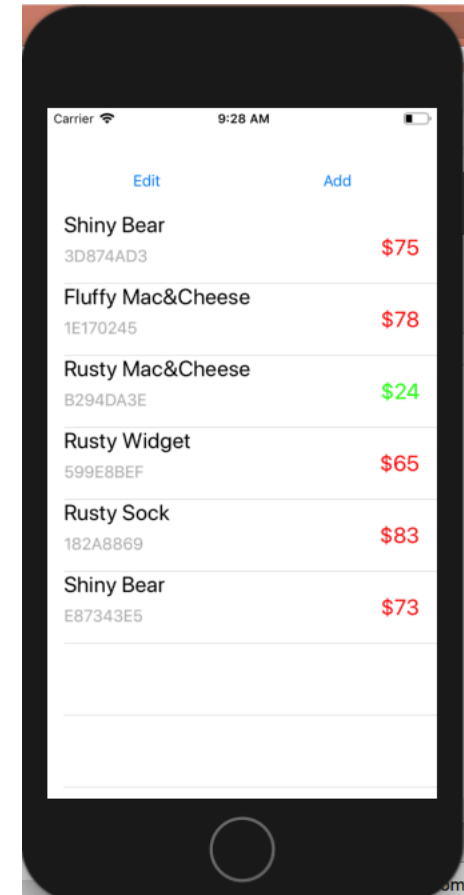 Carrier 9:28 AM
Edit Add
Shiny Bear
3D874AD3
$75
Fluffy Mac&Cheese
1E170245
$78
Rusty Mac&Cheese
B294DA3E
$24
Rusty Widget
599E8BEF
$65
Rusty Sock
182A8869
$83
Shiny Bear
E87343E5
$73